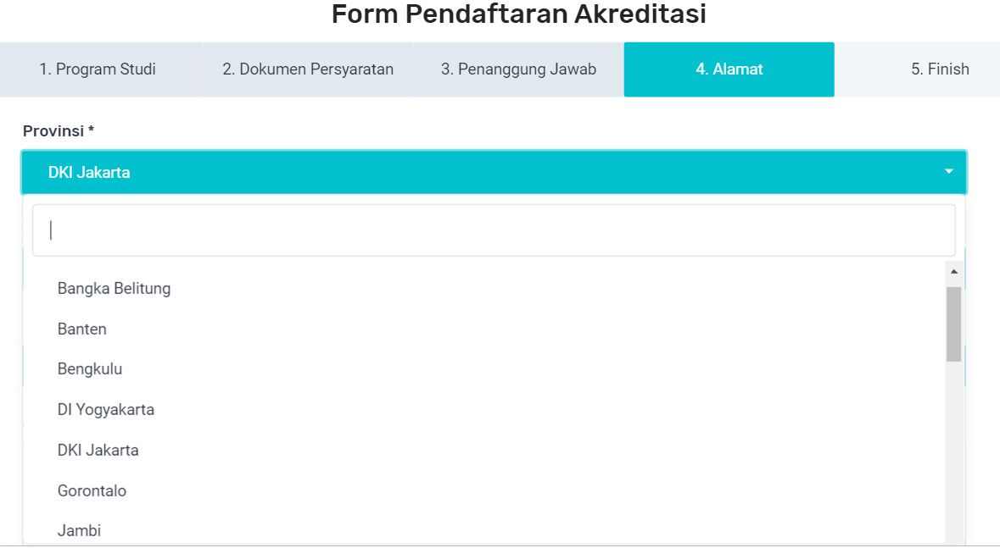 Form Pendaftaran Akreditasi
1. Program Studi
2. Dokumen Persyaratan
3. Penanggung Jawab
4. Alamat
5. Finish
Provinsi *
DKI Jakarta
Bangka Belitung
Banten
Bengkulu
DI Yogyakarta
DKI Jakarta
Gorontalo
Jambi